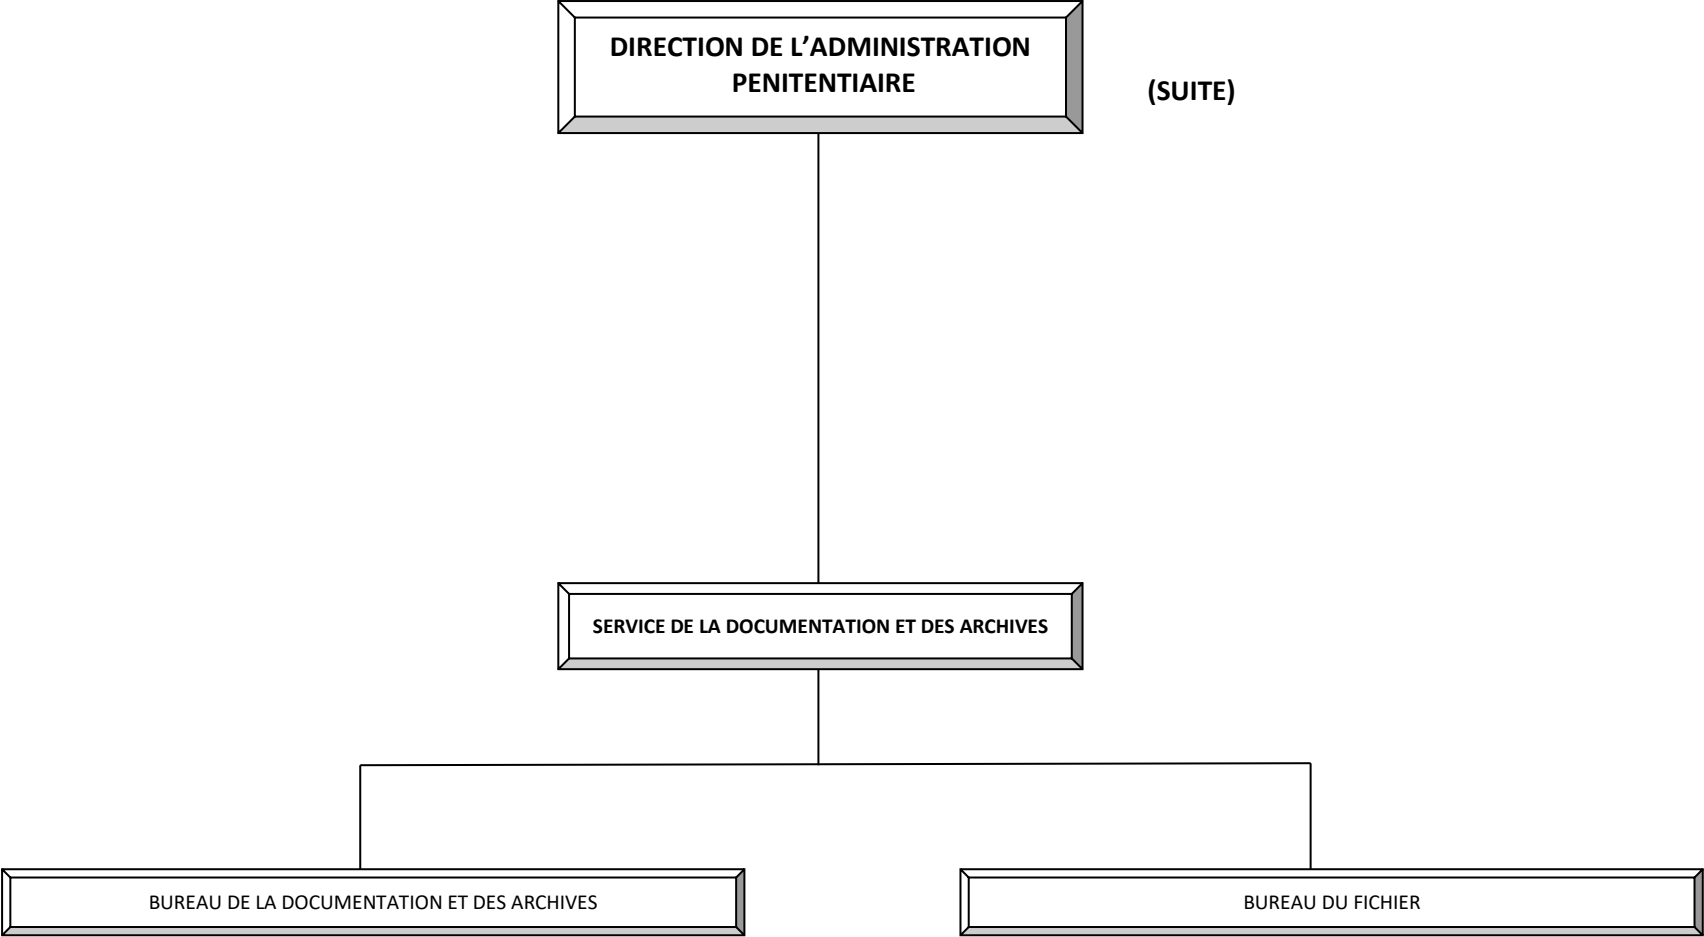 DIRECTION DE L’ADMINISTRATION
PENITENTIAIRE
(SUITE)
SERVICE DE LA DOCUMENTATION ET DES ARCHIVES
BUREAU DE LA DOCUMENTATION ET DES ARCHIVES
BUREAU DU FICHIER